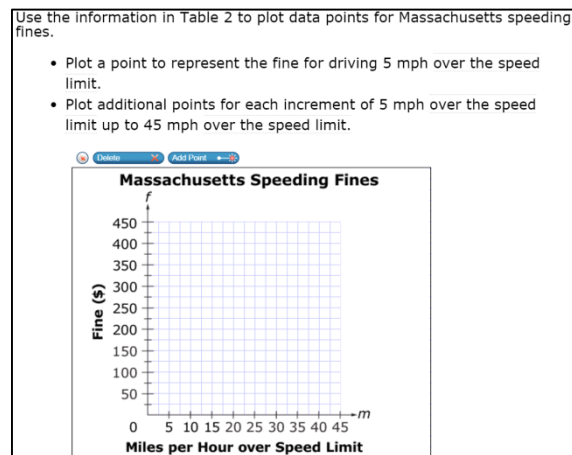 Use the information in Table 2 to plot data points for Massachusetts speeding
fines.
• Plot a point to represent the fine for driving 5 mph over the speed
limit.
• Plot additional points for each increment of 5 mph over the speed
limit up to 45 mph over the speed limit.
Delete Add Point
Massachusetts Speeding Fines
f
450
400
350
300
250
200
150
100
50
Fine ($)
0 5 10 15 20 25 30 35 40 45 m
Miles per Hour over Speed Limit